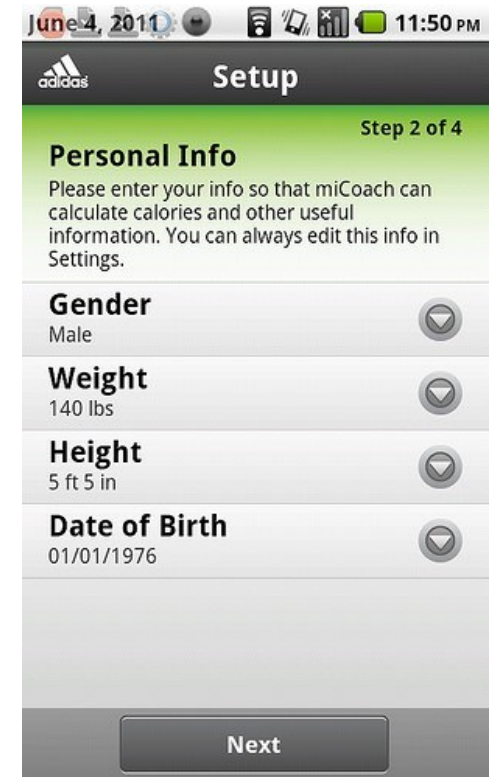 June 4, 2011 11:50 PM
adidas Setup
Step 2 of 4
Personal Info
Please enter your info so that miCoach can
calculate calories and other useful
information. You can always edit this info in
Settings.
Gender
Male
Weight
140 lbs
Height
5 ft 5 in
Date of Birth
01/01/1976
Next